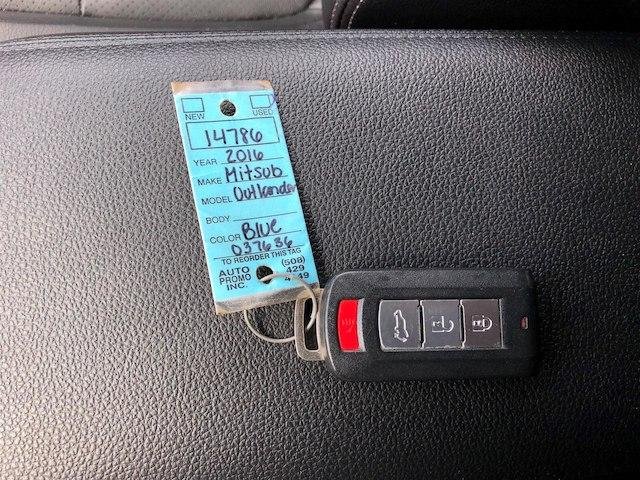 NEW USED
14786
YEAR 2016
MAKE Mitsub
MODEL Outlander
BODY
COLOR Blue
037636
TO REORDER THIS TAG
AUTO (508)
PROMO 429
INC.